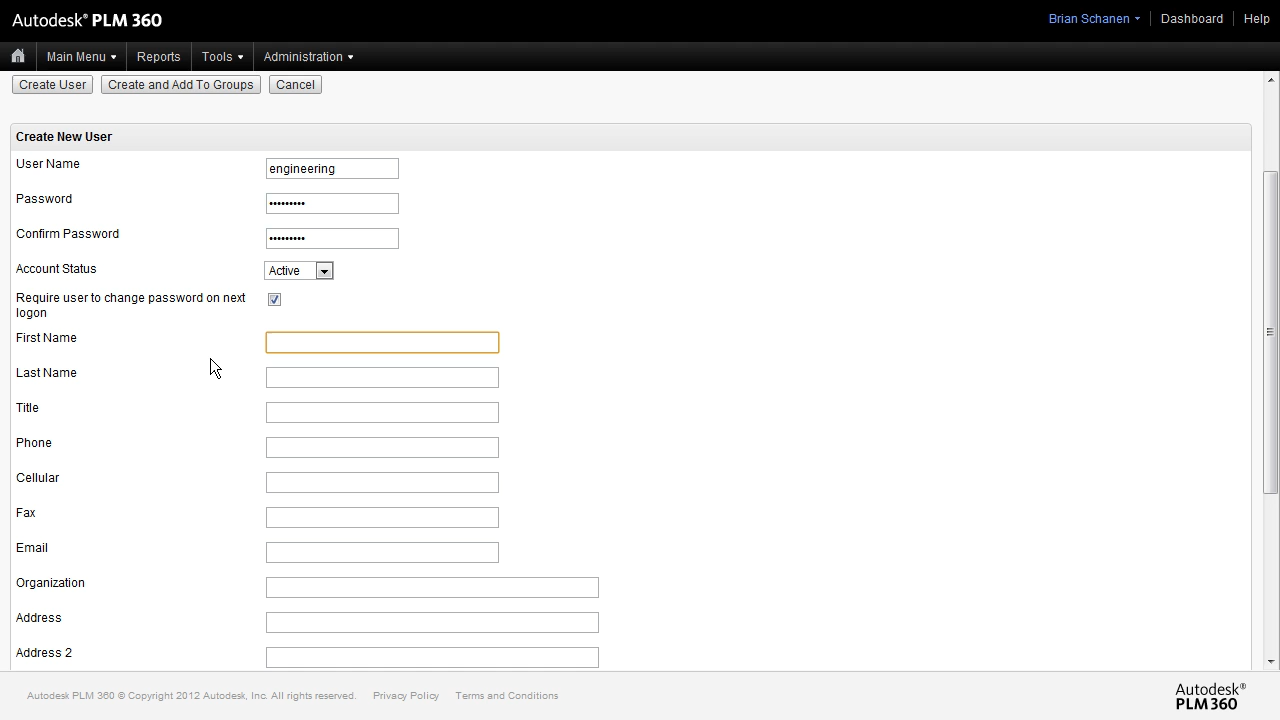 Autodesk® PLM 360
Brian Schanen Dashboard Help
Main Menu Reports Tools Administration
Create User Create and Add To Groups Cancel
Create New User
User Name engineering
Password •••••••••
Confirm Password •••••••••
Account Status Active
Require user to change password on next
logon
First Name
Last Name
Title
Phone
Cellular
Fax
Email
Organization
Address
Address 2
Autodesk PLM 360 © Copyright 2012 Autodesk, Inc. All rights reserved. Privacy Policy Terms and Conditions
Autodesk®
PLM 360